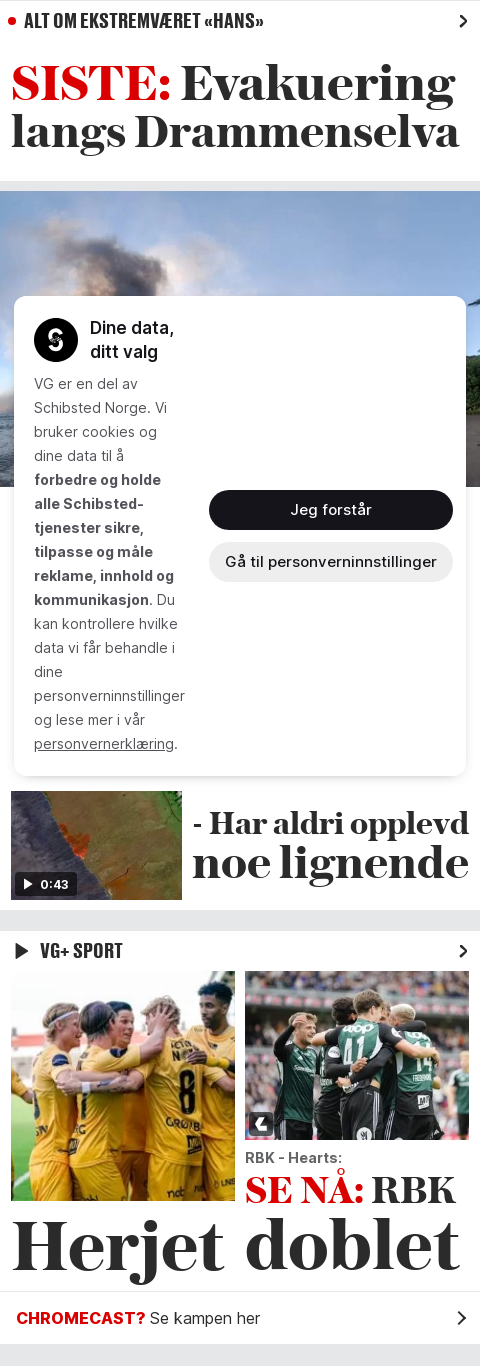 ALT OM EKSTREMVÆRET «HANS»
SISTE: Evakuering
langs Drammenselva
Dine data,
ditt valg
VG er en del av
Schibsted Norge. Vi
bruker cookies og
dine data til å
forbedre og holde
alle Schibsted-
tjenester sikre,
tilpasse og måle
reklame, innhold og
kommunikasjon. Du
kan kontrollere hvilke
data vi får behandle i
dine
personverninnstillinger
og lese mer i vår
personvernerklæring.
Jeg forstår
Gå til personverninnstillinger
0:43
- Har aldri opplevd
noe lignende
VG+ SPORT
8
41
14
coop
Herjet
RBK - Hearts:
SE NÅ: RBK
doblet
CHROMECAST? Se kampen her